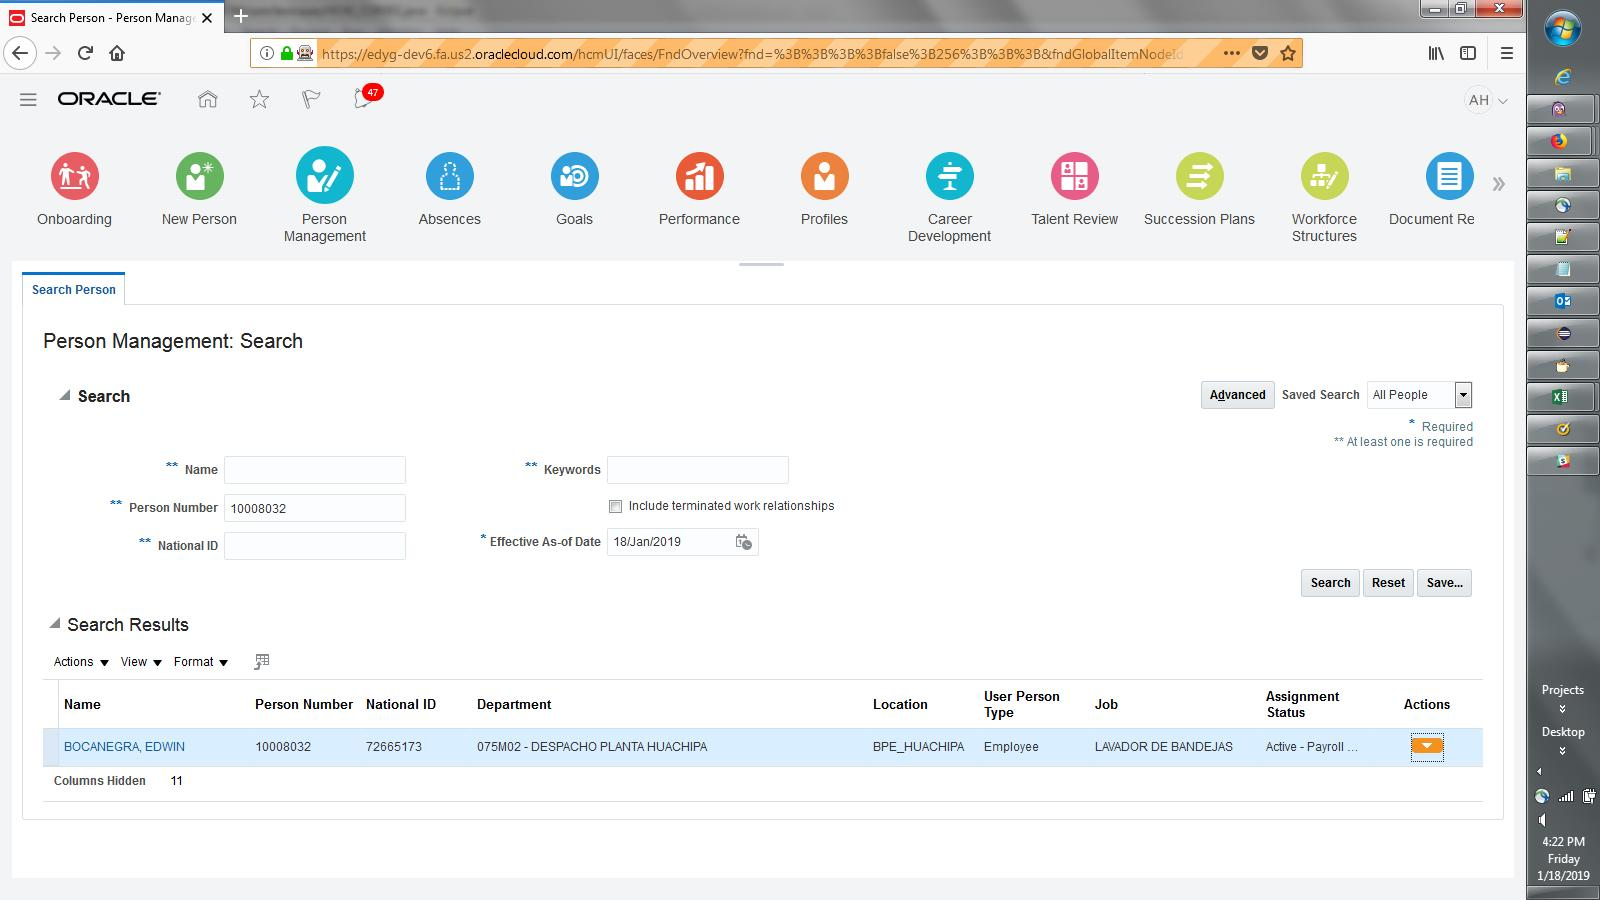 Search Person - Person Manage
https://edyg-dev6.fa.us2.oraclecloud.com/hcmUI/faces/FndOverview?fnd=%3B%3B%3B%3Bfalse%3B256%3B%3B%3B&fndGlobalItemNodeId
ORACLE
47
AH
Onboarding
New Person
Person Management
Absences
Goals
Performance
Profiles
Career Development
Talent Review
Succession Plans
Workforce Structures
Document Re
Search Person
Person Management: Search
Search
Advanced Saved Search All People
* Required
** At least one is required
** Name
** Keywords
** Person Number 10008032
Include terminated work relationships
** National ID
* Effective As-of Date 18/Jan/2019
Search Reset Save...
Search Results
Actions View Format
Name Person Number National ID Department Location User Person Type Job Assignment Status Actions
BOCANEGRA, EDWIN 10008032 72665173 075M02 - DESPACHO PLANTA HUACHIPA BPE_HUACHIPA Employee LAVADOR DE BANDEJAS Active - Payroll ...
Columns Hidden 11
Projects
Desktop
4:22 PM
Friday
1/18/2019